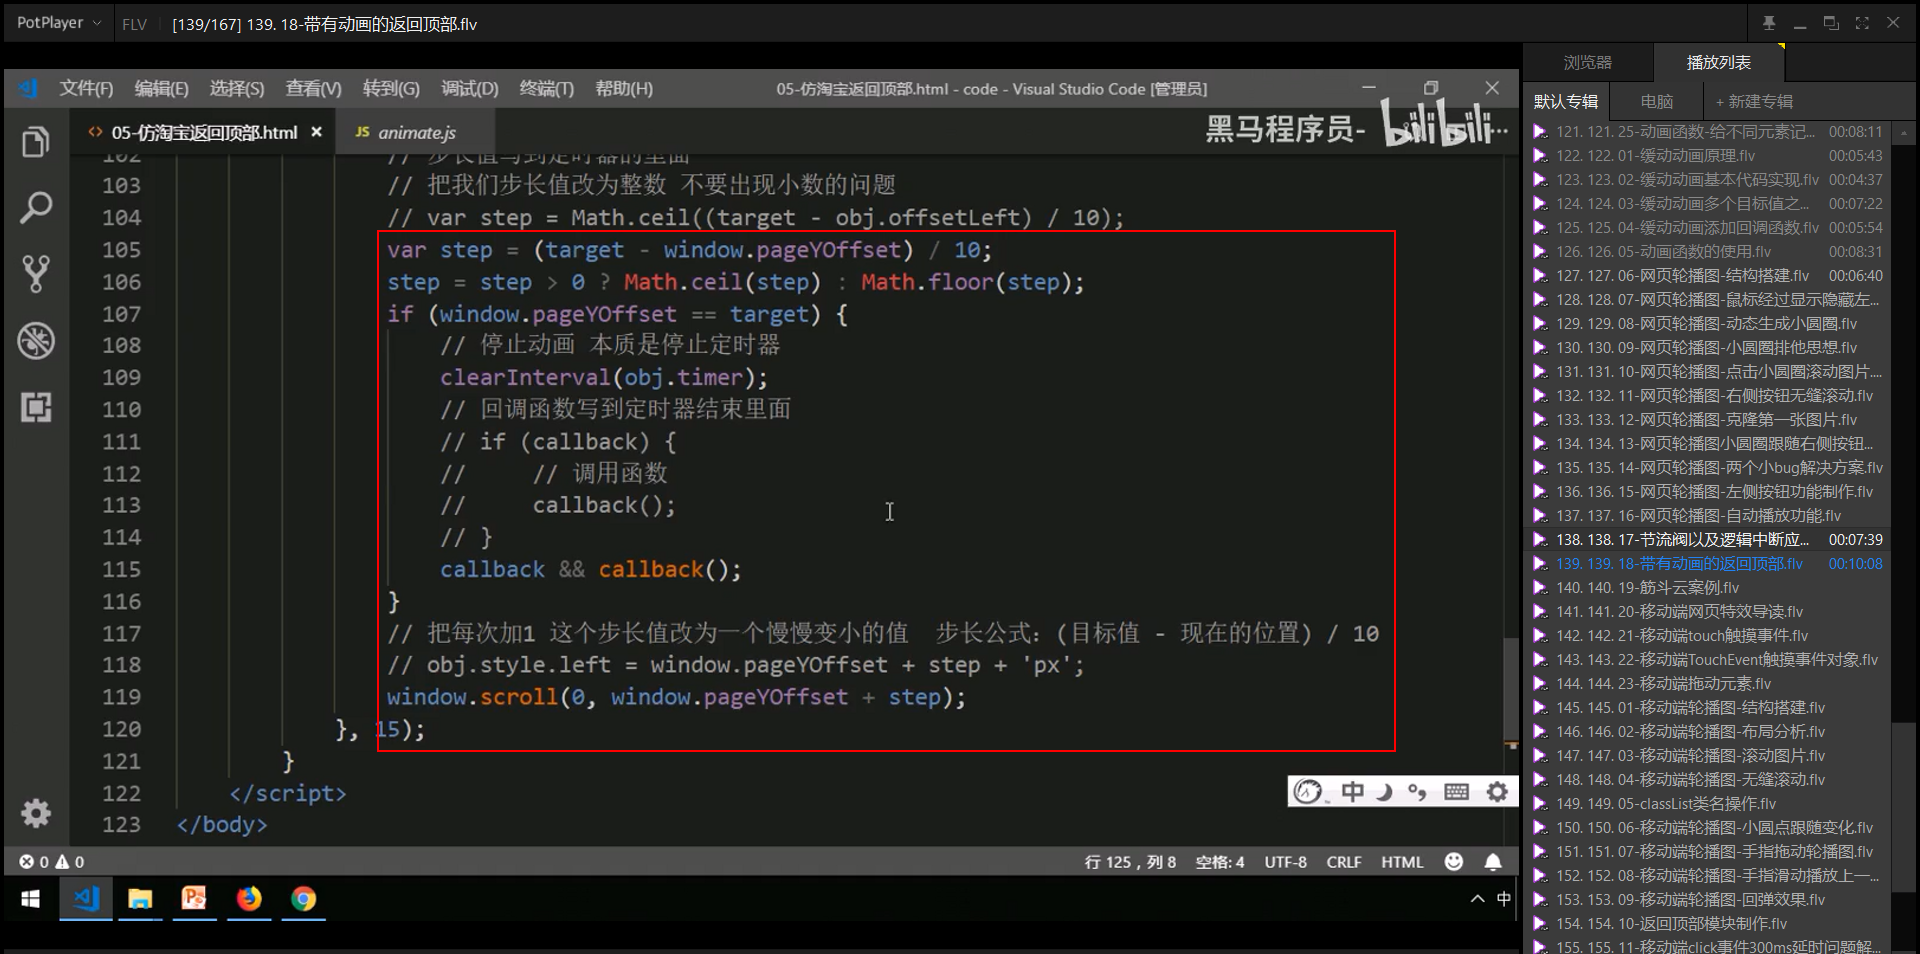 PotPlayer
FLV
[139/167] 139. 18-带有动画的返回顶部.flv
浏览器
播放列表
默认专辑
电脑
+ 新建专辑
文件(F) 编辑(E) 选择(S) 查看(V) 转到(G) 调试(D) 终端(T) 帮助(H)
05-仿淘宝返回顶部.html - code - Visual Studio Code [管理员]
05-仿淘宝返回顶部.html
JS animate.js
黑马程序员- bilibili
102 // 步长值写到定时器的里面
103 // 把我们步长值改为整数 不要出现小数的问题
104 // var step = Math.ceil((target - obj.offsetLeft) / 10);
105 var step = (target - window.pageYOffset) / 10;
106 step = step > 0 ? Math.ceil(step) : Math.floor(step);
107 if (window.pageYOffset == target) {
108 // 停止动画 本质是停止定时器
109 clearInterval(obj.timer);
110 // 回调函数写到定时器结束里面
111 // if (callback) {
112 // // 调用函数
113 // callback();
114 // }
115 callback && callback();
116 }
117 // 把每次加1 这个步长值改为一个慢慢变小的值 步长公式: (目标值 - 现在的位置) / 10
118 // obj.style.left = window.pageYOffset + step + 'px';
119 window.scroll(0, window.pageYOffset + step);
120 }, 15);
121 }
122 </script>
123 </body>
中
0 0
行 125，列 8 空格: 4 UTF-8 CRLF HTML
中
121. 121. 25-动画函数-给不同元素记... 00:08:11
122. 122. 01-缓动动画原理.flv 00:05:43
123. 123. 02-缓动动画基本代码实现.flv 00:04:37
124. 124. 03-缓动动画多个目标值之... 00:07:22
125. 125. 04-缓动动画添加回调函数.flv 00:05:54
126. 126. 05-动画函数的使用.flv 00:08:31
127. 127. 06-网页轮播图-结构搭建.flv 00:06:40
128. 128. 07-网页轮播图-鼠标经过显示隐藏左...
129. 129. 08-网页轮播图-动态生成小圆圈.flv
130. 130. 09-网页轮播图-小圆圈排他思想.flv
131. 131. 10-网页轮播图-点击小圆圈滚动图片....
132. 132. 11-网页轮播图-右侧按钮无缝滚动.flv
133. 133. 12-网页轮播图-克隆第一张图片.flv
134. 134. 13-网页轮播图小圆圈跟随右侧按钮...
135. 135. 14-网页轮播图-两个小bug解决方案.flv
136. 136. 15-网页轮播图-左侧按钮功能制作.flv
137. 137. 16-网页轮播图-自动播放功能.flv
138. 138. 17-节流阀以及逻辑中断应... 00:07:39
139. 139. 18-带有动画的返回顶部.flv 00:10:08
140. 140. 19-筋斗云案例.flv
141. 141. 20-移动端网页特效导读.flv
142. 142. 21-移动端touch触摸事件.flv
143. 143. 22-移动端TouchEvent触摸事件对象.flv
144. 144. 23-移动端拖动元素.flv
145. 145. 01-移动端轮播图-结构搭建.flv
146. 146. 02-移动端轮播图-布局分析.flv
147. 147. 03-移动端轮播图-滚动图片.flv
148. 148. 04-移动端轮播图-无缝滚动.flv
149. 149. 05-classList类名操作.flv
150. 150. 06-移动端轮播图-小圆点跟随变化.flv
151. 151. 07-移动端轮播图-手指拖动轮播图.flv
152. 152. 08-移动端轮播图-手指滑动播放上一...
153. 153. 09-移动端轮播图-回弹效果.flv
154. 154. 10-返回顶部模块制作.flv
155. 155. 11-移动端click事件300ms延时问题解...